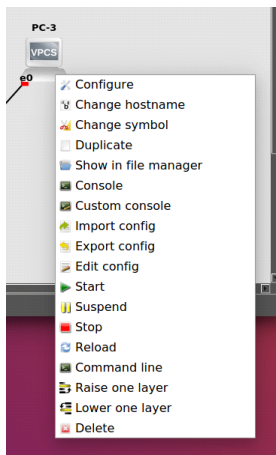 PC-3
VPCS
e0
Configure
Change hostname
Change symbol
Duplicate
Show in file manager
Console
Custom console
Import config
Export config
Edit config
Start
Suspend
Stop
Reload
Command line
Raise one layer
Lower one layer
Delete